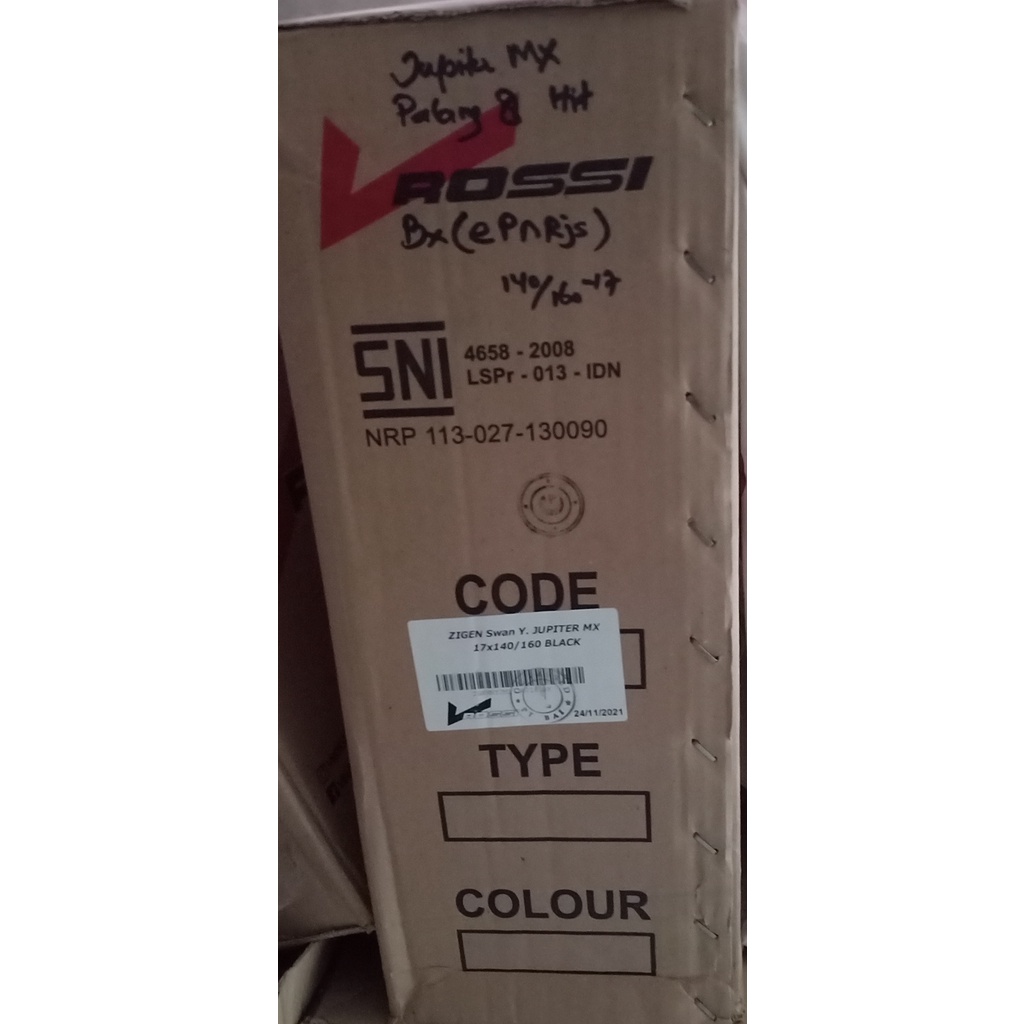 Jupiter MX
Palang 8 Hit
ROSSI
Bx (ePnRjs)
140/160-17
SNI
4658 - 2008
LSPr - 013 - IDN
NRP 113-027-130090
CODE
ZIGEN Swan Y. JUPITER MX
17x140/160 BLACK
24/11/2021
TYPE
COLOUR